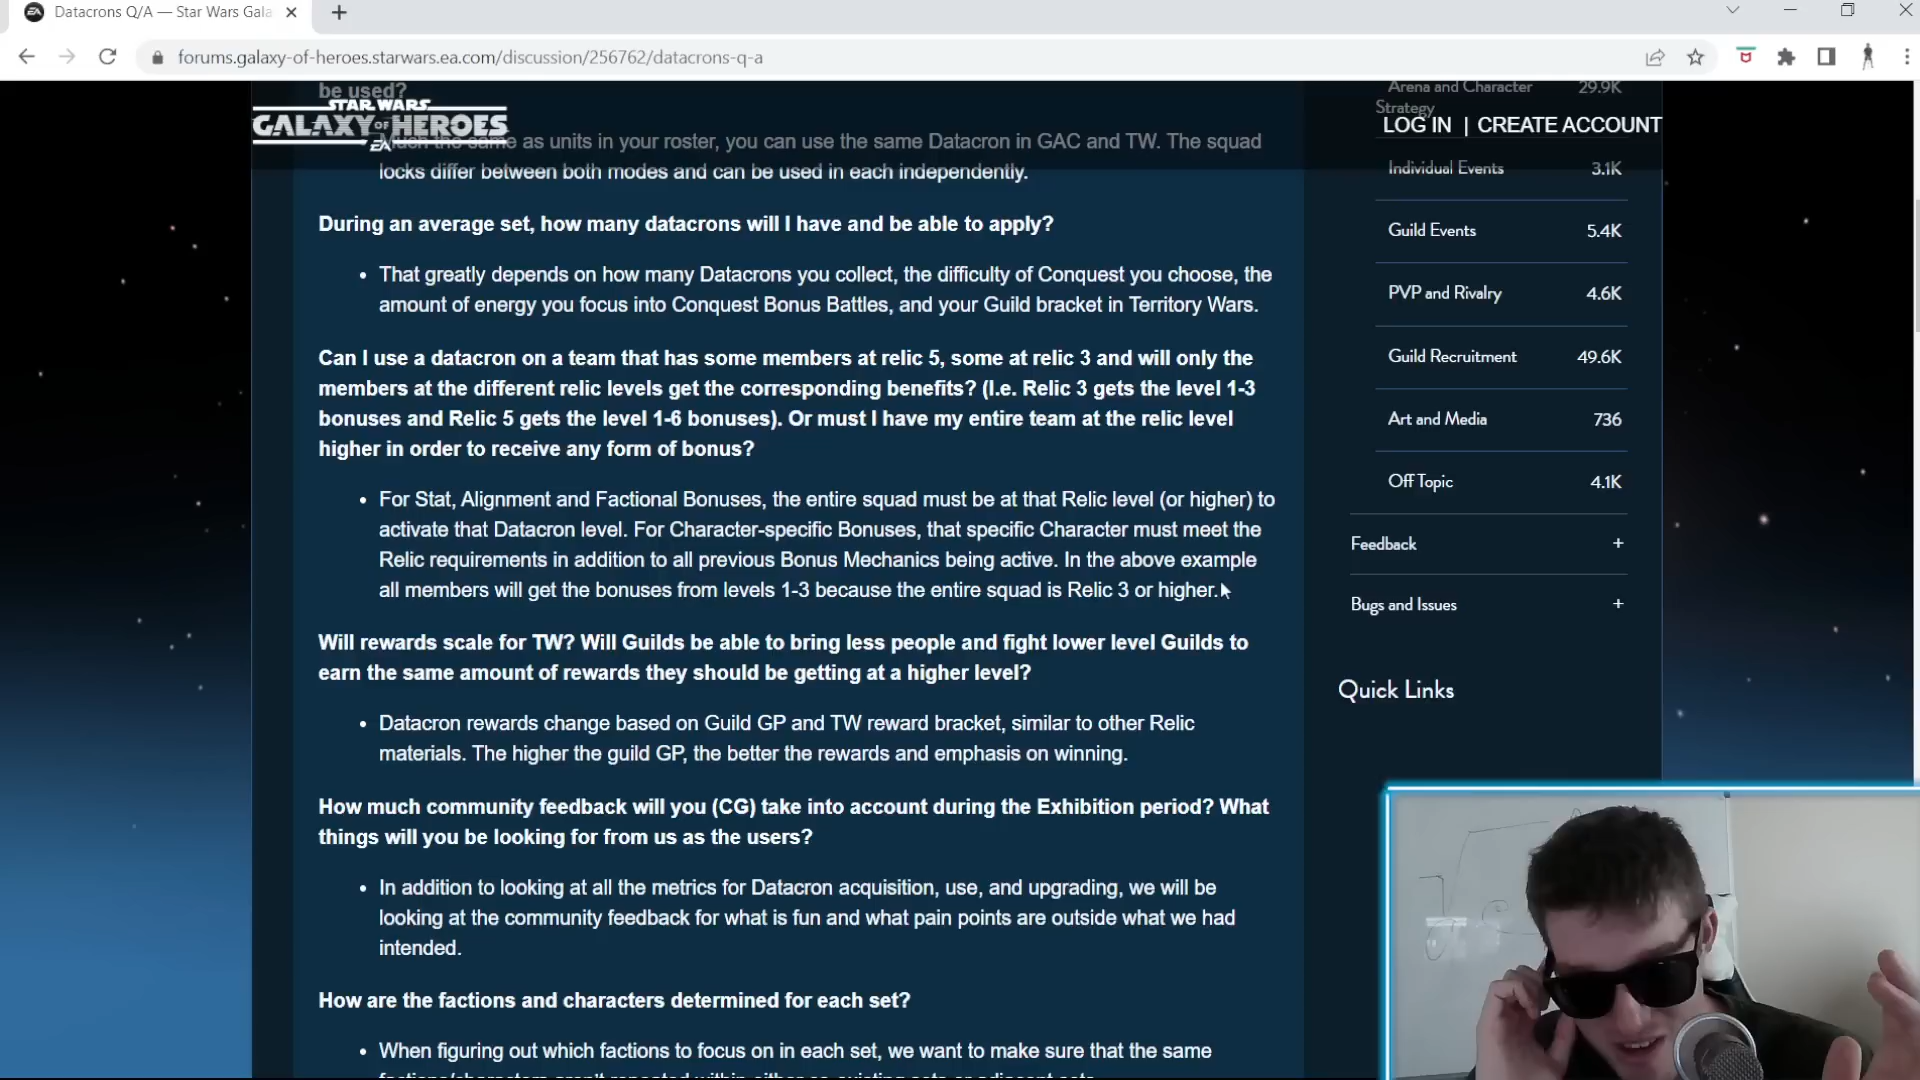 Datacrons Q/A — Star Wars Gala
forums.galaxy-of-heroes.starwars.ea.com/discussion/256762/datacrons-q-a
be used?
STAR WARS
GALAXY OF HEROES
EA
LOG IN | CREATE ACCOUNT
Much the same as units in your roster, you can use the same Datacron in GAC and TW. The squad
locks differ between both modes and can be used in each independently.
During an average set, how many datacrons will I have and be able to apply?
• That greatly depends on how many Datacrons you collect, the difficulty of Conquest you choose, the
amount of energy you focus into Conquest Bonus Battles, and your Guild bracket in Territory Wars.
Can I use a datacron on a team that has some members at relic 5, some at relic 3 and will only the
members at the different relic levels get the corresponding benefits? (I.e. Relic 3 gets the level 1-3
bonuses and Relic 5 gets the level 1-6 bonuses). Or must I have my entire team at the relic level
higher in order to receive any form of bonus?
• For Stat, Alignment and Factional Bonuses, the entire squad must be at that Relic level (or higher) to
activate that Datacron level. For Character-specific Bonuses, that specific Character must meet the
Relic requirements in addition to all previous Bonus Mechanics being active. In the above example
all members will get the bonuses from levels 1-3 because the entire squad is Relic 3 or higher.
Will rewards scale for TW? Will Guilds be able to bring less people and fight lower level Guilds to
earn the same amount of rewards they should be getting at a higher level?
• Datacron rewards change based on Guild GP and TW reward bracket, similar to other Relic
materials. The higher the guild GP, the better the rewards and emphasis on winning.
How much community feedback will you (CG) take into account during the Exhibition period? What
things will you be looking for from us as the users?
• In addition to looking at all the metrics for Datacron acquisition, use, and upgrading, we will be
looking at the community feedback for what is fun and what pain points are outside what we had
intended.
How are the factions and characters determined for each set?
• When figuring out which factions to focus on in each set, we want to make sure that the same
factions/characters aren't repeated within either co-existing sets or adjacent sets.
Arena and Character 29.9K
Strategy
Individual Events 3.1K
Guild Events 5.4K
PVP and Rivalry 4.6K
Guild Recruitment 49.6K
Art and Media 736
Off Topic 4.1K
Feedback +
Bugs and Issues +
Quick Links